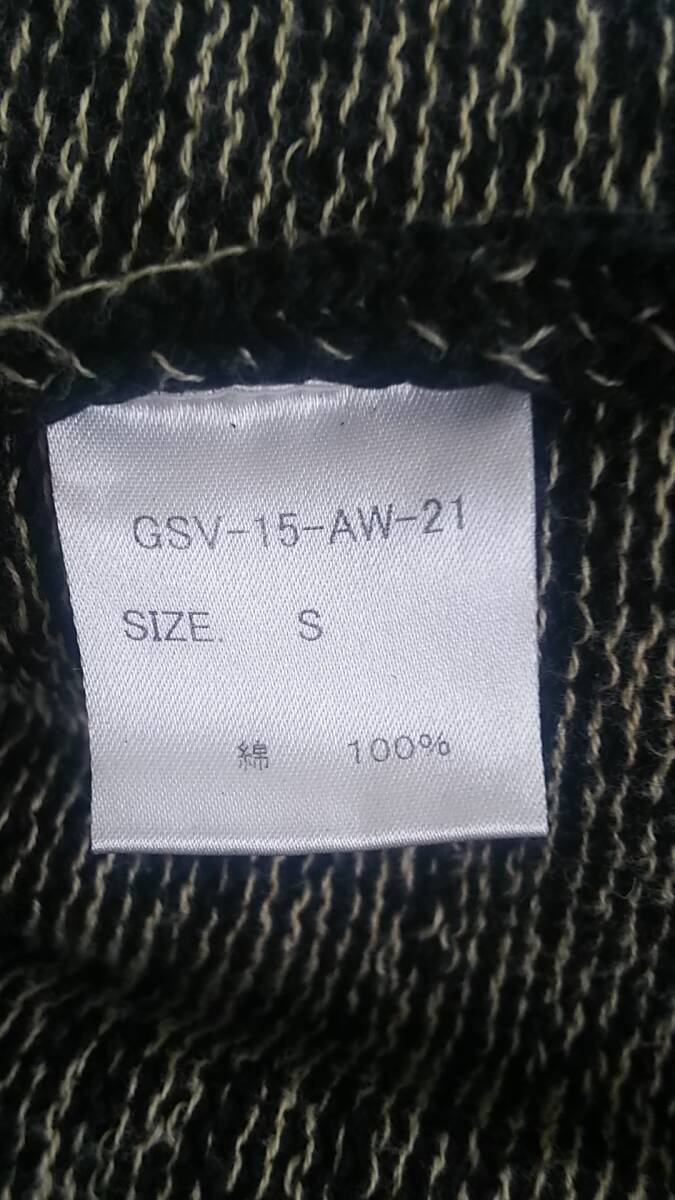 GSV-15-AW-21
SIZE. S
綿 100%